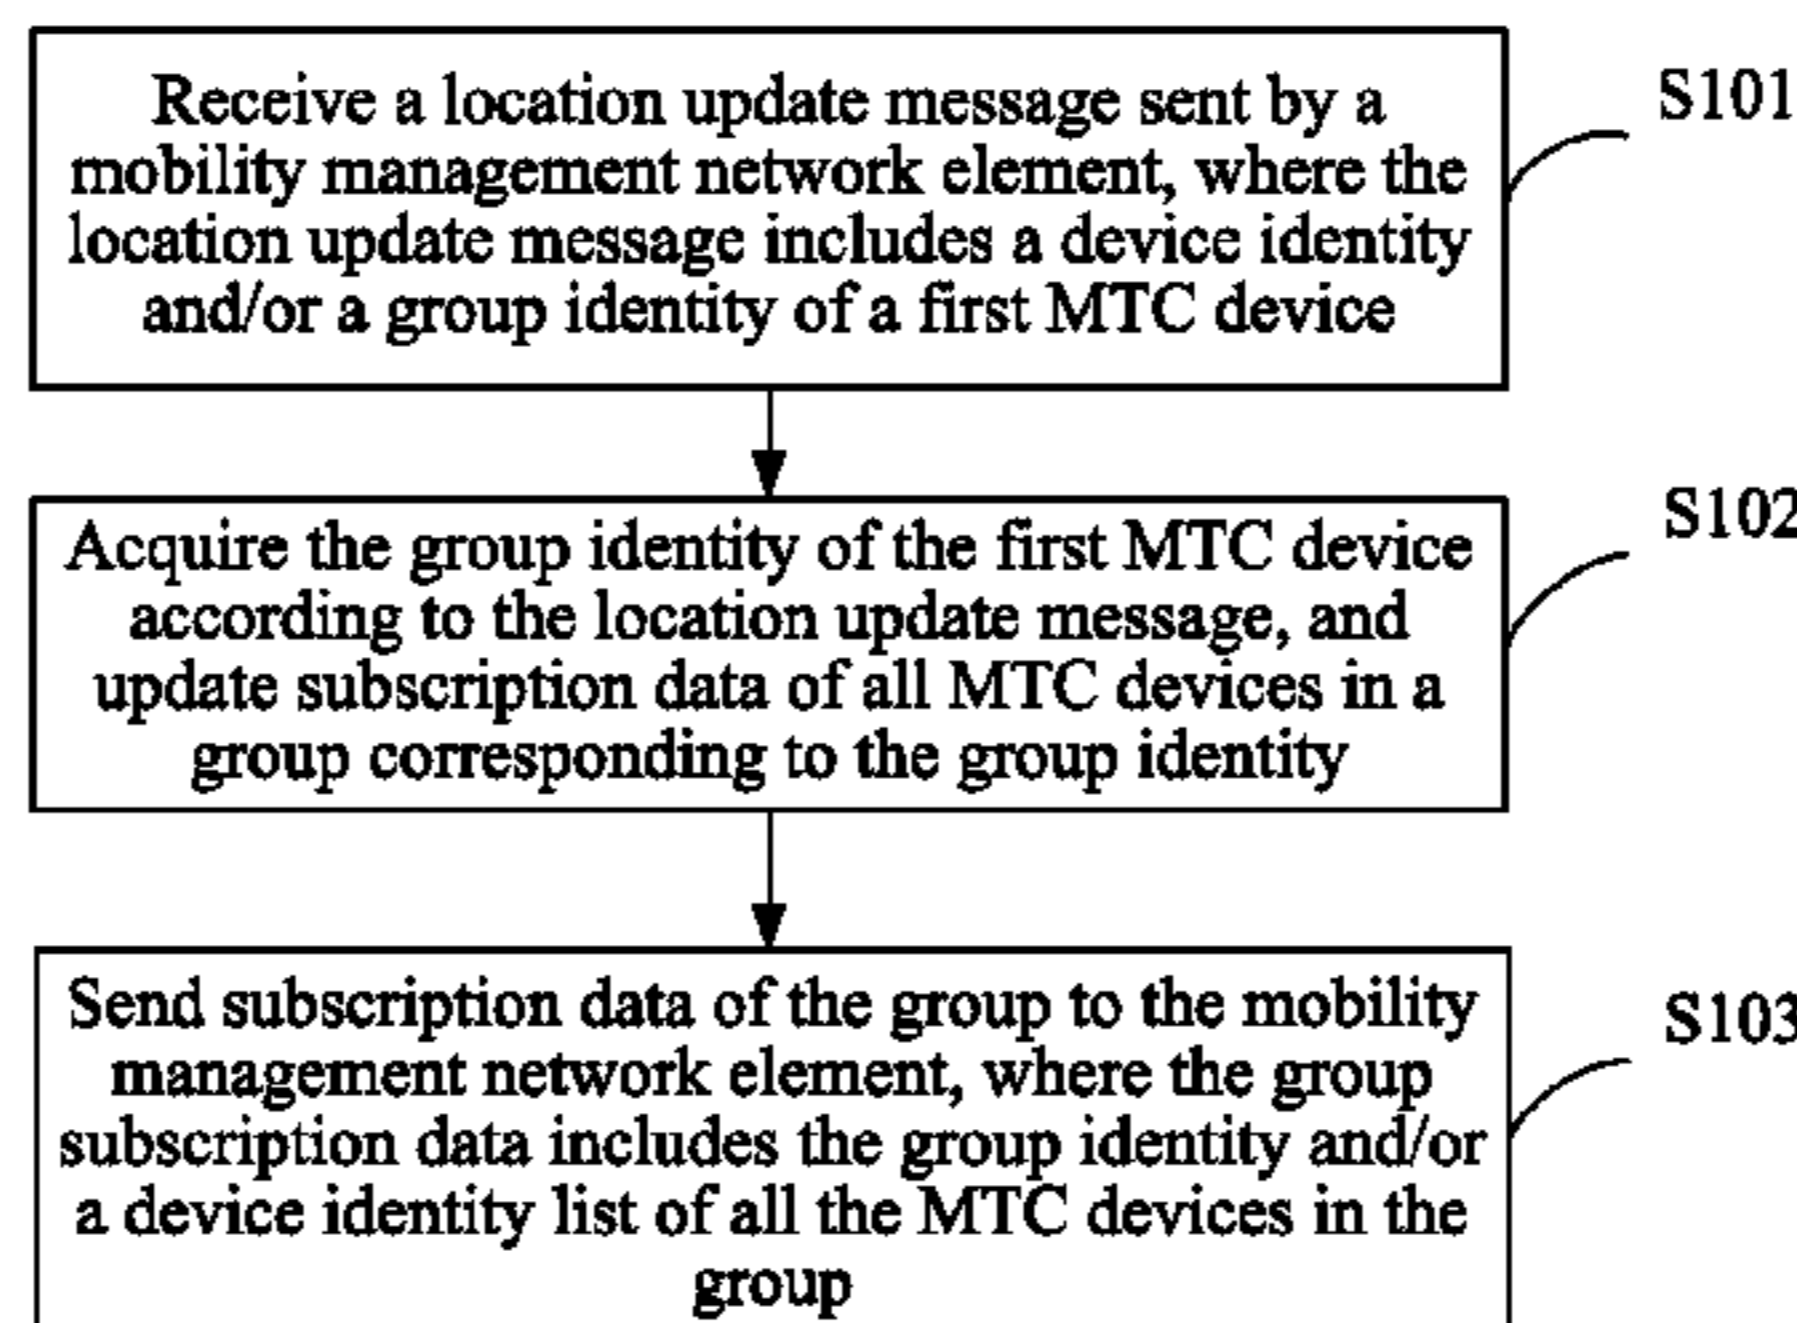 Receive a location update message sent by a
mobility management network element, where the
location update message includes a device identity
and/or a group identity of a first MTC device
S101
Acquire the group identity of the first MTC device
according to the location update message, and
update subscription data of all MTC devices in a
group corresponding to the group identity
S102
Send subscription data of the group to the mobility
management network element, where the group
subscription data includes the group identity and/or
a device identity list of all the MTC devices in the
group
S103